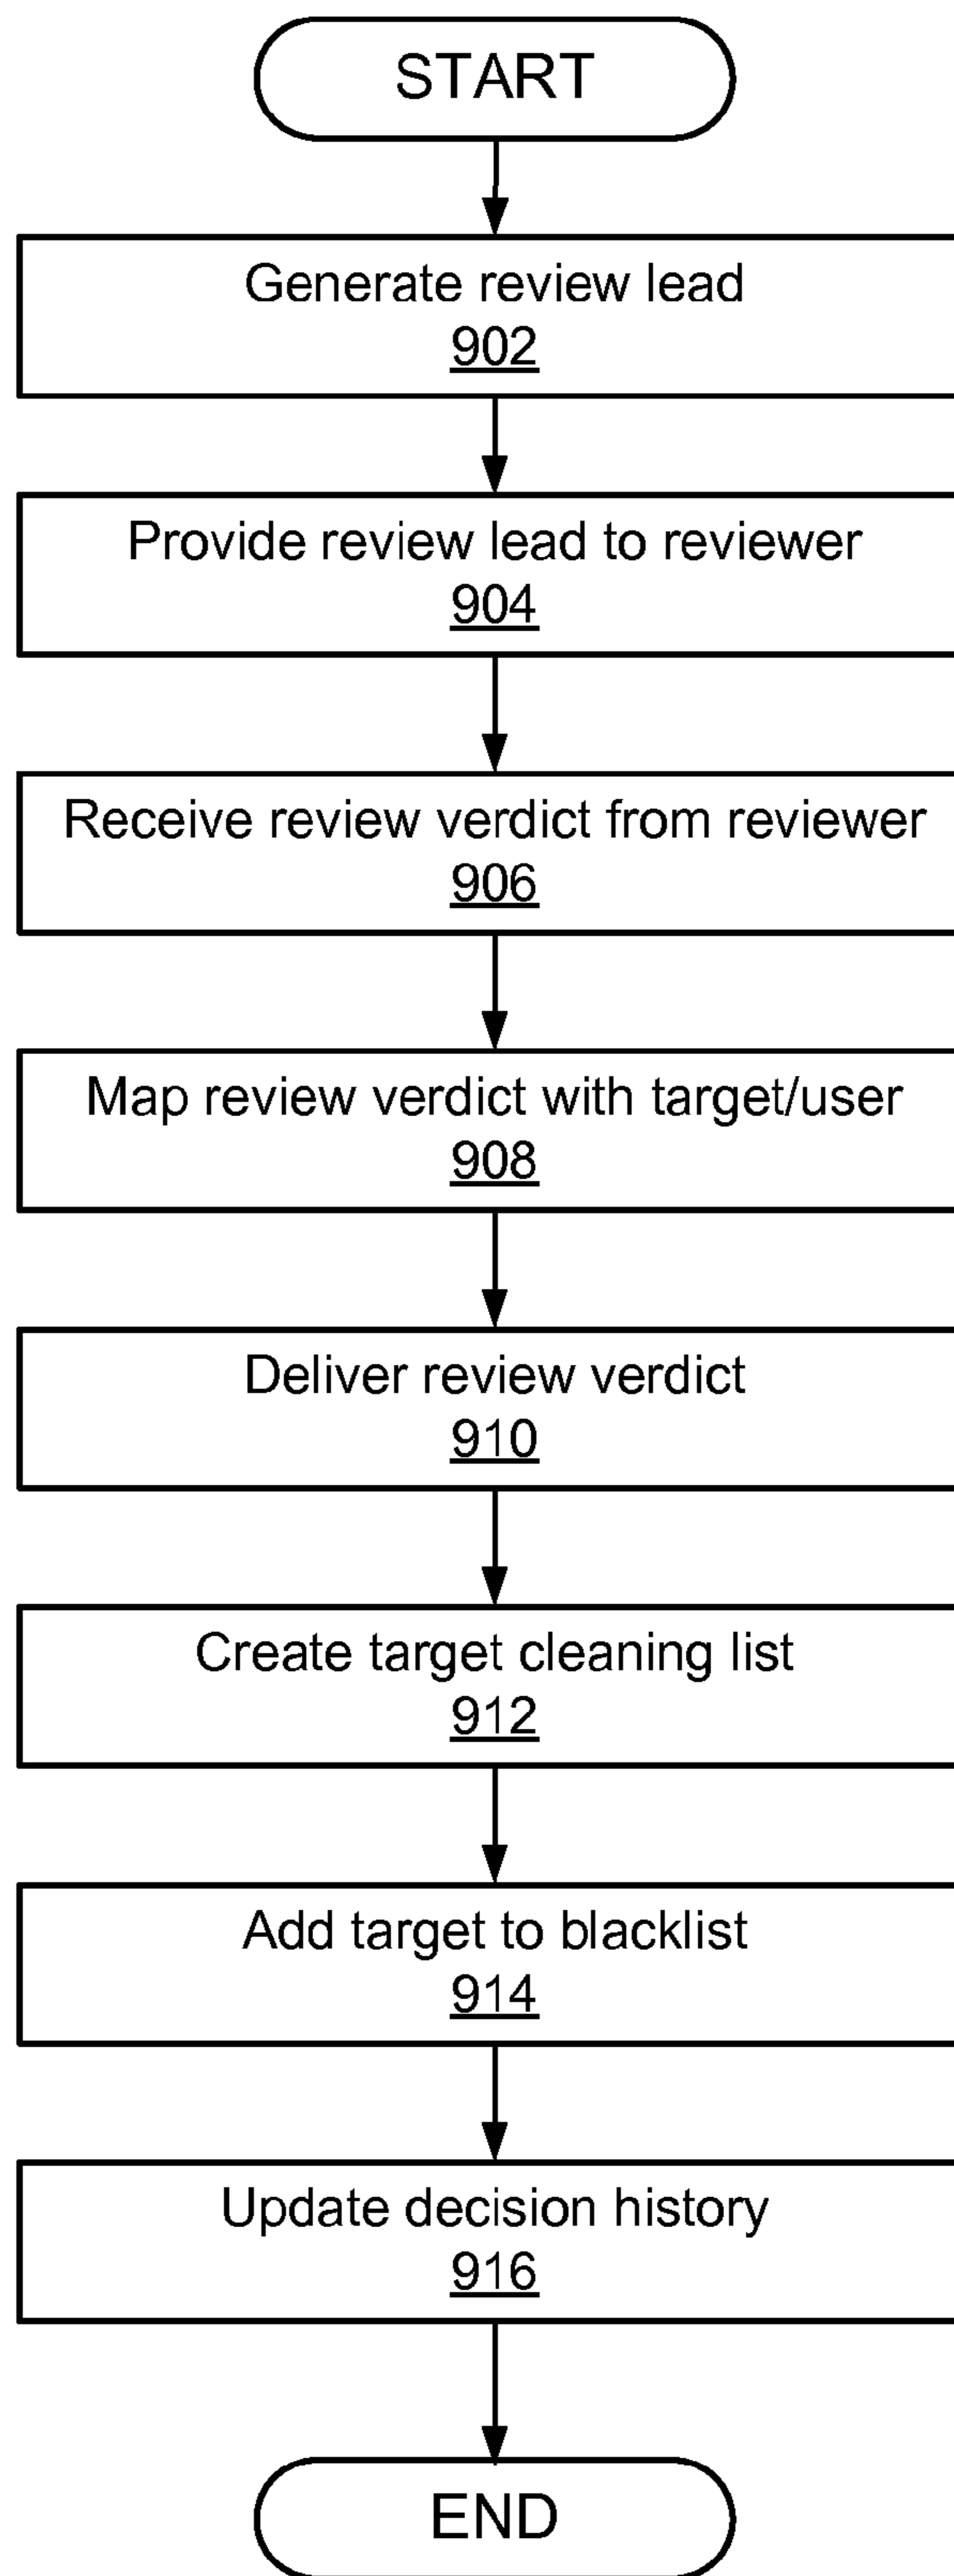 START
Generate review lead
902
Provide review lead to reviewer
904
Receive review verdict from reviewer
906
Map review verdict with target/user
908
Deliver review verdict
910
Create target cleaning list
912
Add target to blacklist
914
Update decision history
916
END